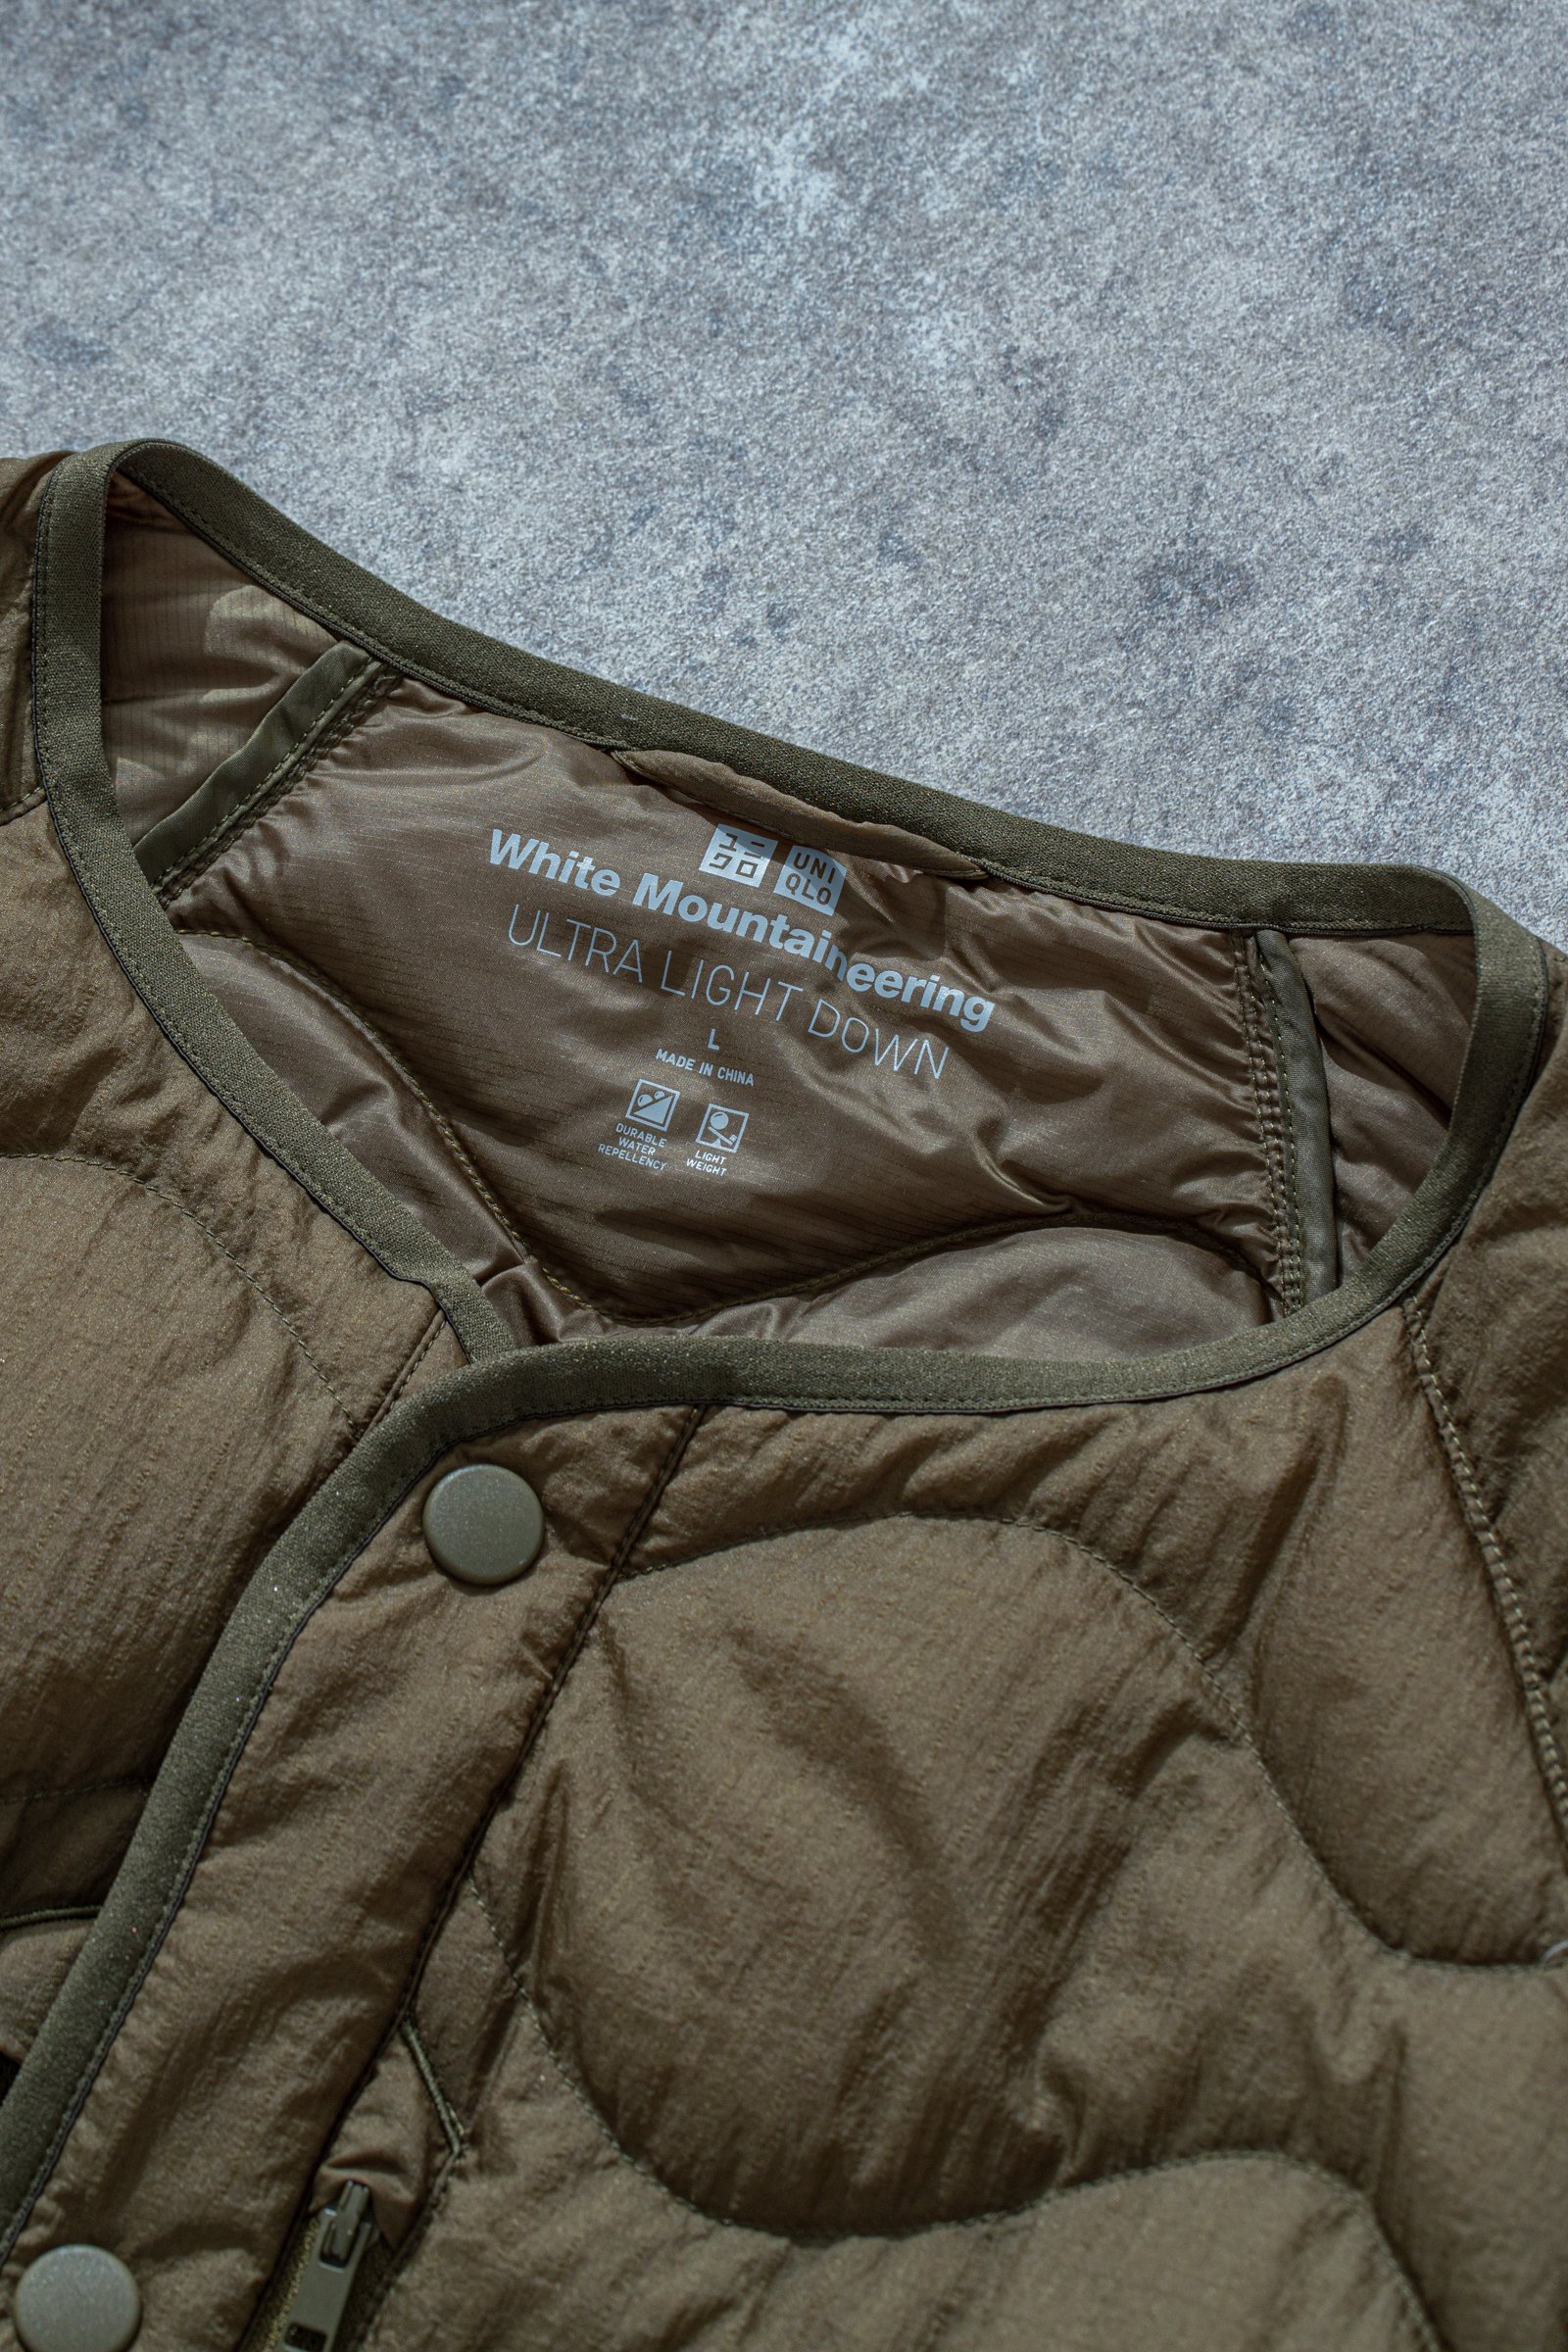 ユニ
クロ
UNI
QLO
White Mountaineering
ULTRA LIGHT DOWN
L
MADE IN CHINA
DURABLE
WATER
REPELLENCY
LIGHT
WEIGHT